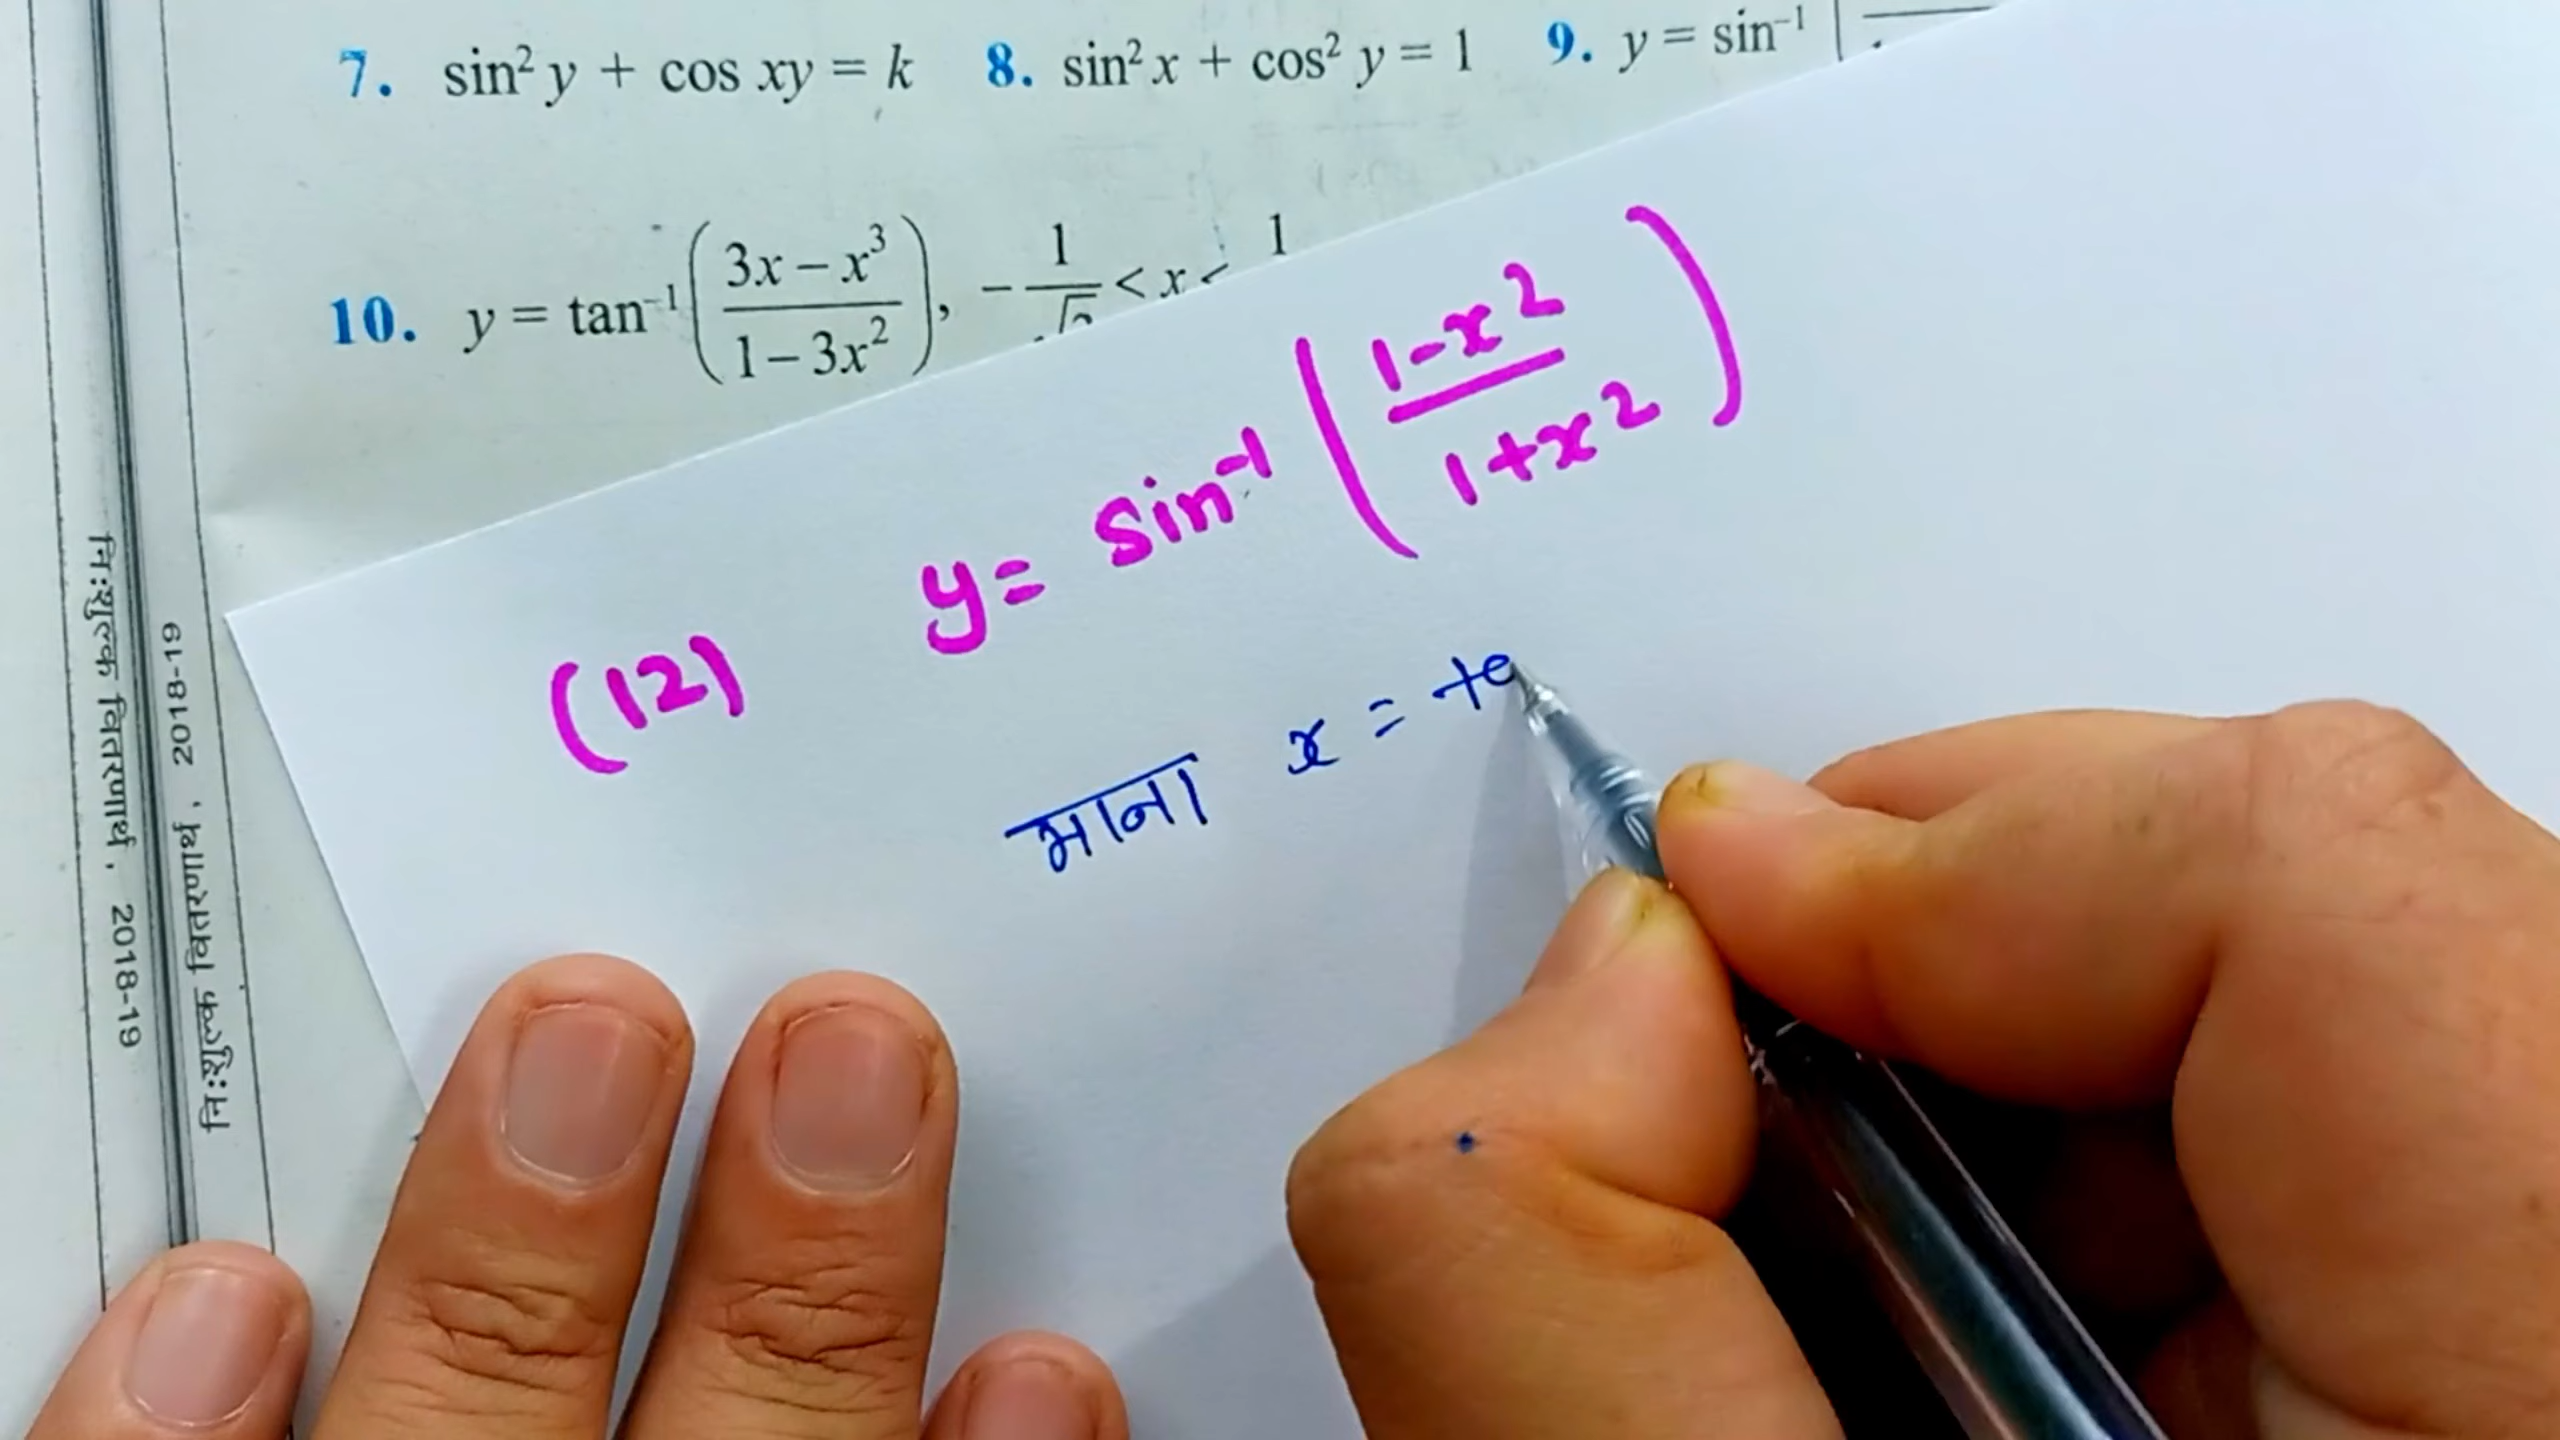 7. sin² y + cos xy = k 8. sin² x + cos² y = 1 9. y = sin⁻¹
10. y = tan⁻¹ ( (3x – x³) / (1 – 3x²) ), – 1/√ < x < 1
(12) y = sin⁻¹ ( (1-x²) / (1+x²) )
माना x = ta
नि:शुल्क वितरणार्थ, 2018-19
नि:शुल्क वितरणार्थ, 2018-19